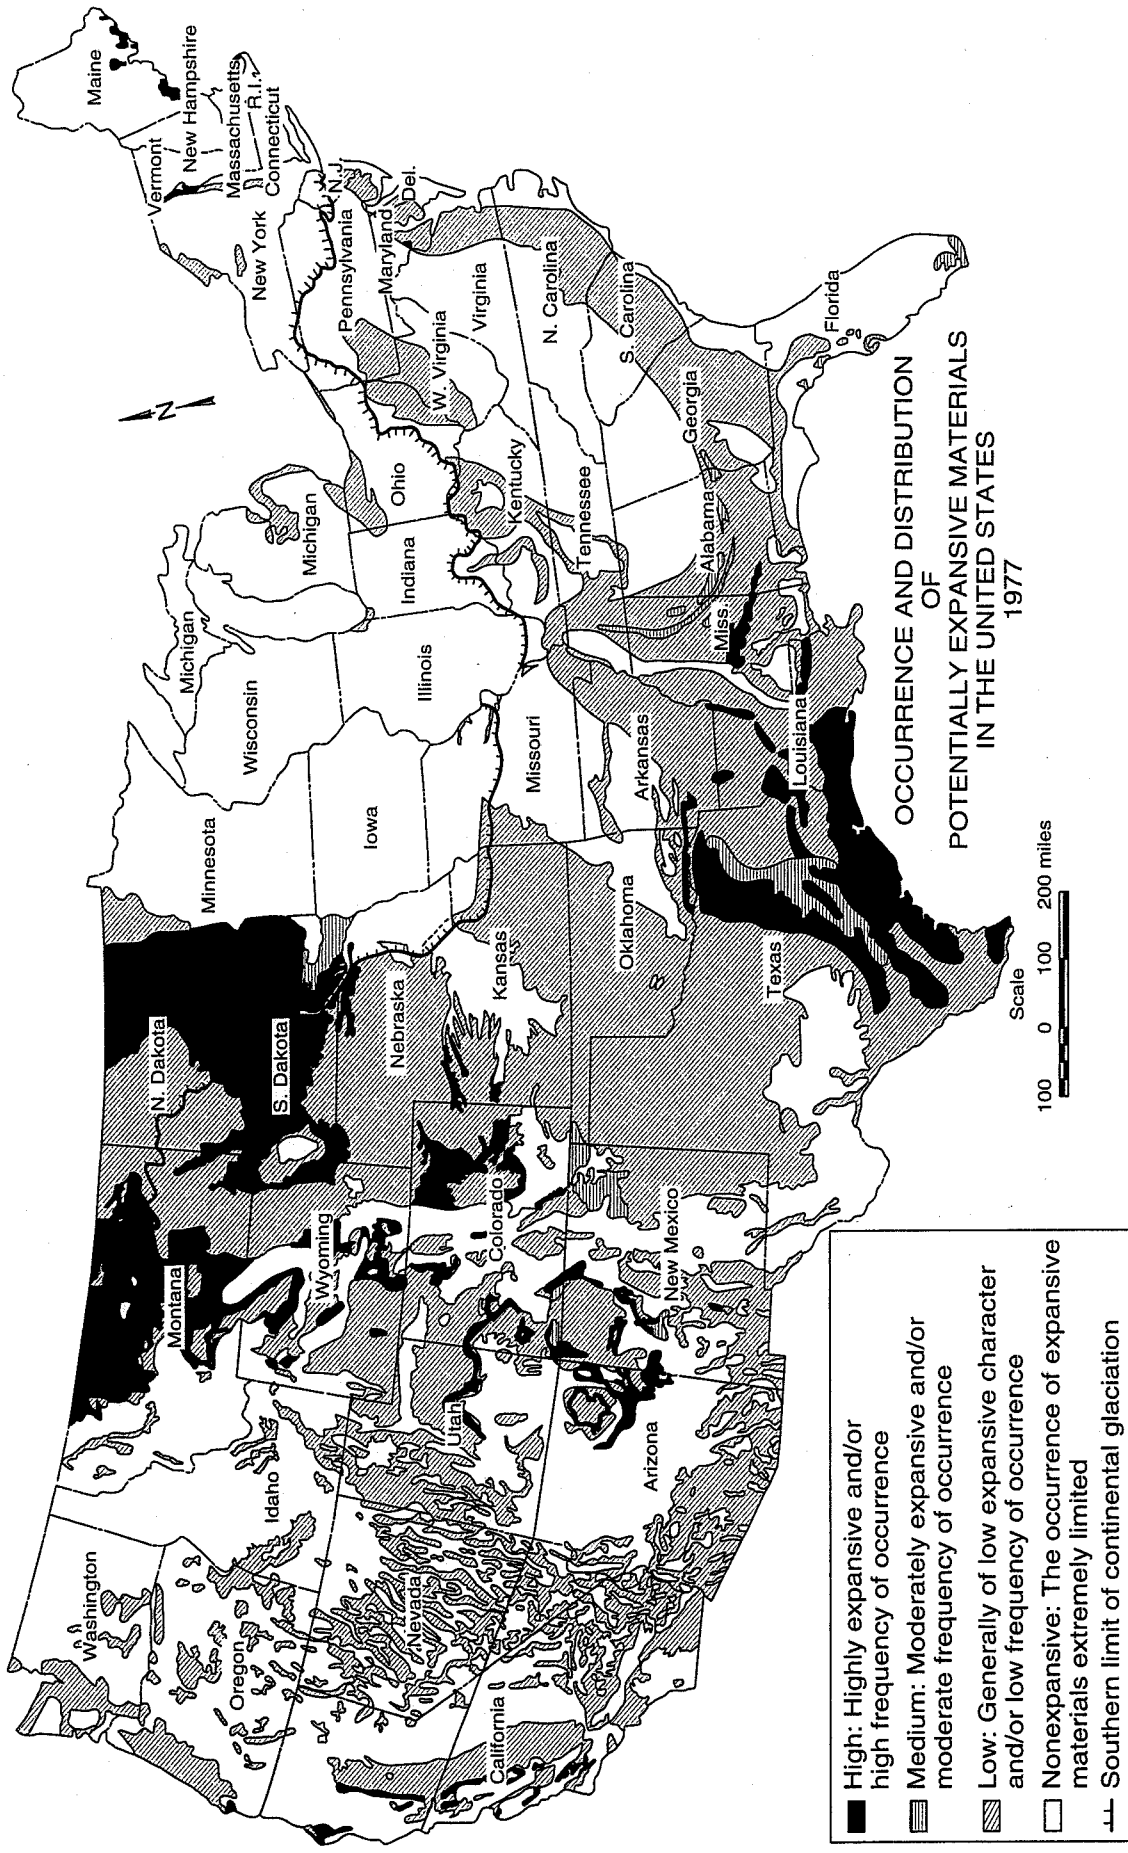 OCCURRENCE AND DISTRIBUTION
OF
POTENTIALLY EXPANSIVE MATERIALS
IN THE UNITED STATES
1977
N
Washington
Oregon
California
Idaho
Nevada
Utah
Arizona
Montana
Wyoming
Colorado
New Mexico
N. Dakota
S. Dakota
Nebraska
Kansas
Oklahoma
Texas
Minnesota
Iowa
Missouri
Arkansas
Louisiana
Wisconsin
Illinois
Michigan
Michigan
Indiana
Ohio
Kentucky
Tennessee
Miss.
Alabama
Georgia
Florida
S. Carolina
N. Carolina
Virginia
W. Virginia
Maryland
Del.
Pennsylvania
N.J.
New York
Vermont
New Hampshire
Massachusetts
R.I.
Connecticut
Maine
Scale
100 0 100 200 miles
High: Highly expansive and/or
high frequency of occurrence
Medium: Moderately expansive and/or
moderate frequency of occurrence
Low: Generally of low expansive character
and/or low frequency of occurrence
Nonexpansive: The occurrence of expansive
materials extremely limited
Southern limit of continental glaciation